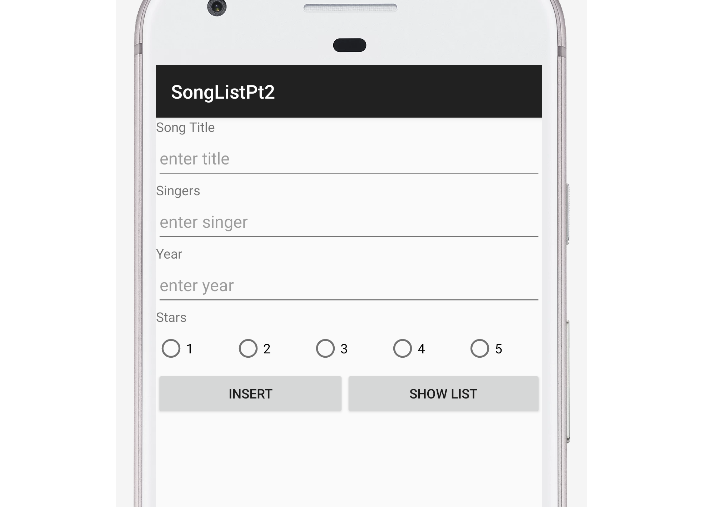 SongListPt2
Song Title
enter title
Singers
enter singer
Year
enter year
Stars
1 2 3 4 5
INSERT SHOW LIST